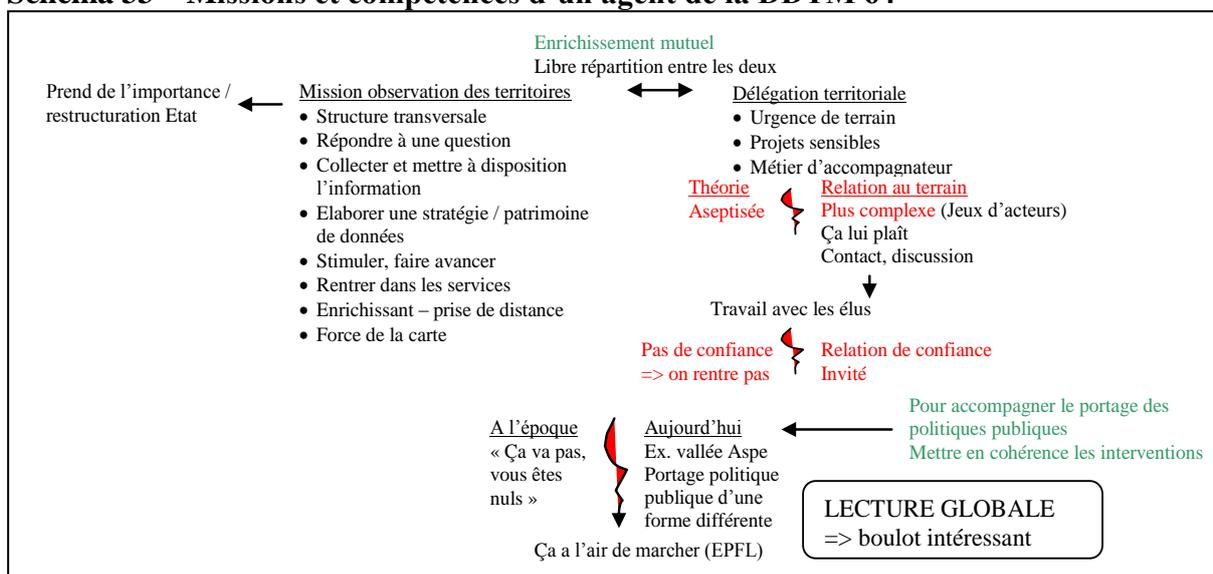 Schéma 33 – Missions et compétences d'un agent de la DDTM 64
Enrichissement mutuel
Libre répartition entre les deux
Prend de l'importance /
restructuration Etat
Mission observation des territoires
• Structure transversale
• Répondre à une question
• Collecter et mettre à disposition
l'information
• Elaborer une stratégie / patrimoine
de données
• Stimuler, faire avancer
• Rentrer dans les services
• Enrichissant – prise de distance
• Force de la carte
Délégation territoriale
• Urgence de terrain
• Projets sensibles
• Métier d'accompagnateur
Théorie
Aseptisée
Relation au terrain
Plus complexe (Jeux d'acteurs)
Ça lui plaît
Contact, discussion
Travail avec les élus
Pas de confiance
=> on rentre pas
Relation de confiance
Invité
Pour accompagner le portage des
politiques publiques
Mettre en cohérence les interventions
A l'époque
« Ça va pas,
vous êtes
nuls »
Aujourd'hui
Ex. vallée Aspe
Portage politique
publique d'une
forme différente
Ça a l'air de marcher (EPFL)
LECTURE GLOBALE
=> boulot intéressant